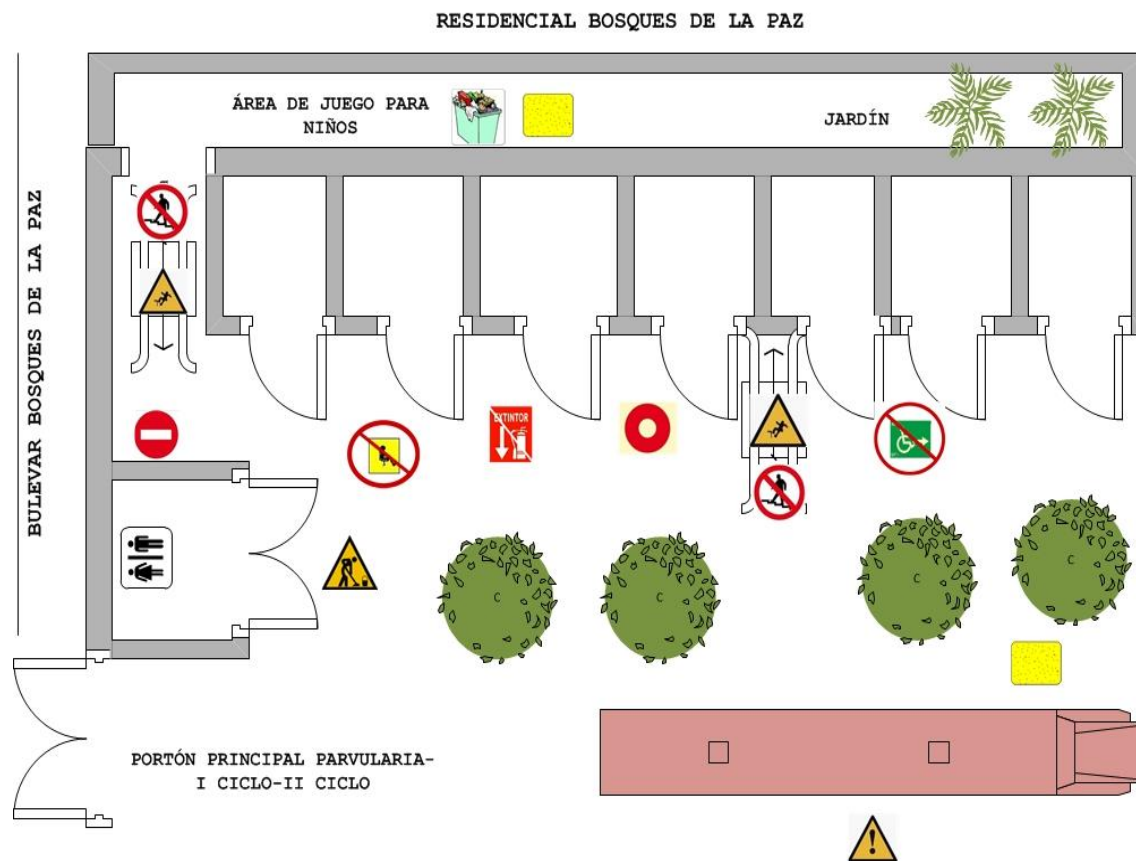 RESIDENCIAL BOSQUES DE LA PAZ
ÁREA DE JUEGO PARA
NIÑOS
JARDÍN
BULEVAR BOSQUES DE LA PAZ
EXTINTOR
C
C
C
C
PORTÓN PRINCIPAL PARVULARIA-
I CICLO-II CICLO